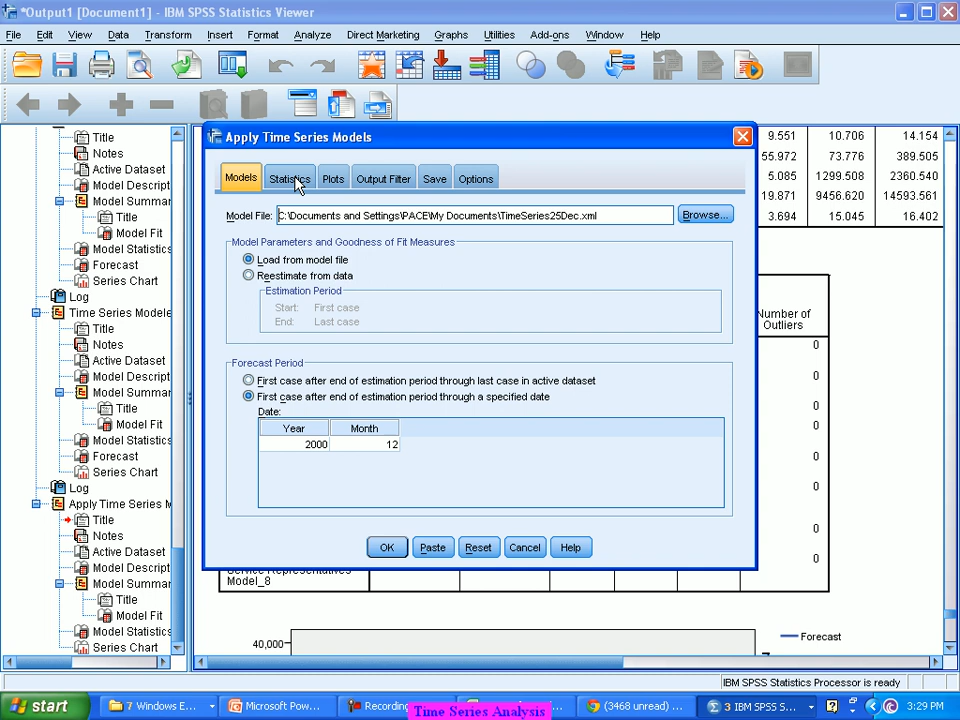 *Output1 [Document1] - IBM SPSS Statistics Viewer
File Edit View Data Transform Insert Format Analyze Direct Marketing Graphs Utilities Add-ons Window Help
Title
Notes
Active Dataset
Model Descript
Model Summar
Title
Model Fit
Model Statistics
Forecast
Series Chart
Log
Time Series Modele
Title
Notes
Active Dataset
Model Descript
Model Summar
Title
Model Fit
Model Statistics
Forecast
Series Chart
Log
Apply Time Series M
Title
Notes
Active Dataset
Model Descript
Model Summar
Title
Model Fit
Model Statistics
Series Chart
9.551 10.706 14.154
55.972 73.776 389.505
5.085 1299.508 2360.540
19.871 9456.620 14593.561
3.694 15.045 16.402
Number of
Outliers
0
0
0
0
0
0
0
Model_8
40,000
Forecast
Apply Time Series Models
Models Statistics Plots Output Filter Save Options
Model File: C:\Documents and Settings\PACE\My Documents\TimeSeries25Dec.xml Browse...
Model Parameters and Goodness of Fit Measures
Load from model file
Reestimate from data
Estimation Period
Start: First case
End: Last case
Forecast Period
First case after end of estimation period through last case in active dataset
First case after end of estimation period through a specified date
Date:
Year Month
2000 12
OK Paste Reset Cancel Help
IBM SPSS Statistics Processor is ready
start 7 Windows E... Microsoft Pow... Recording (3468 unread) ... 3 IBM SPSS S... 3:29 PM
Time Series Analysis